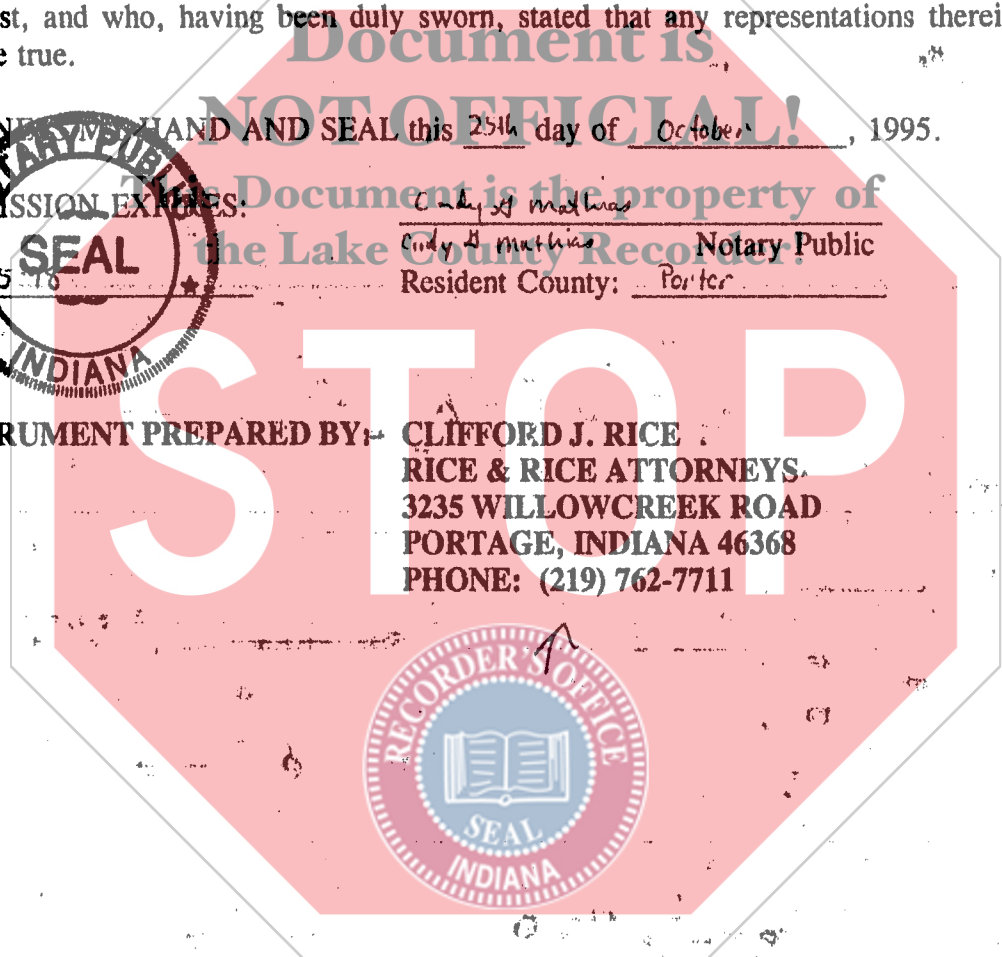 st, and who, having been duly sworn, stated that any representations therei
e true.
Document is
NOT OFFICIAL!
This Document is the property of
the Lake County Recorder!
HAND AND SEAL this 25th day of October, 1995.
ISSION EXPIRES:
Notary Public
Resident County: Porter
SEAL
INDIANA
STOP
RUMENT PREPARED BY: CLIFFORD J. RICE
RICE & RICE ATTORNEYS
3235 WILLOWCREEK ROAD
PORTAGE, INDIANA 46368
PHONE: (219) 762-7711
RECORDER'S OFFICE
SEAL
INDIANA